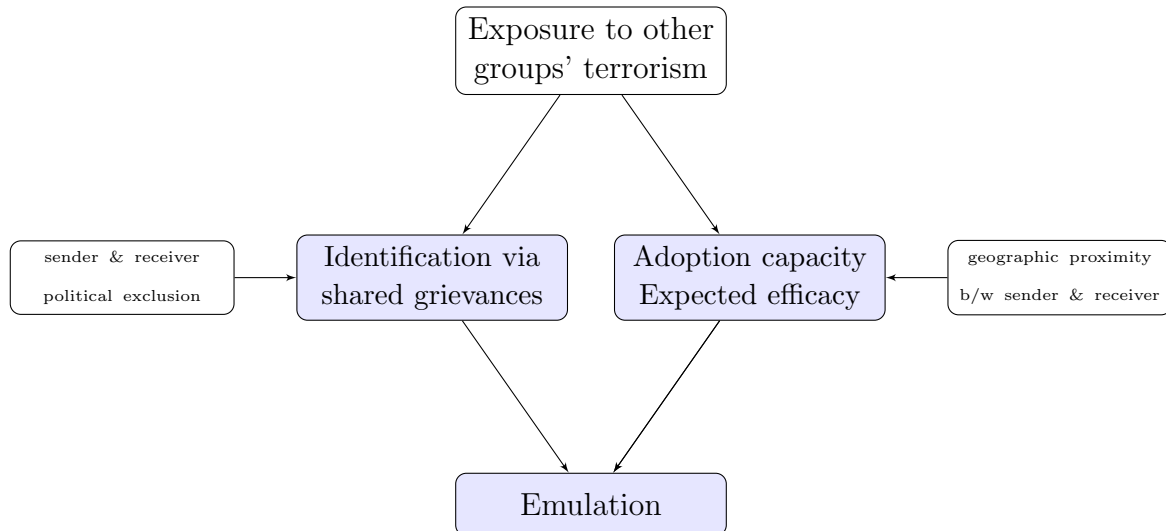 Exposure to other
groups' terrorism
sender & receiver
political exclusion
Identification via
shared grievances
Adoption capacity
Expected efficacy
geographic proximity
b/w sender & receiver
Emulation